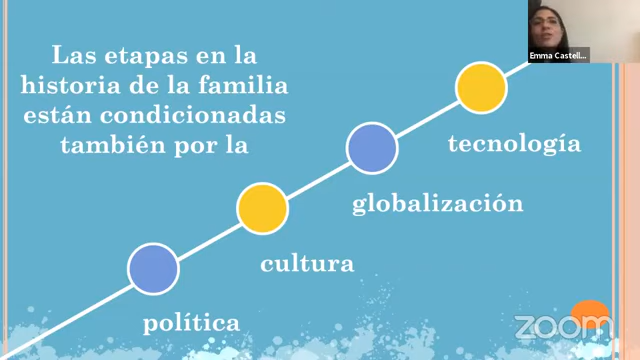 Las etapas en la
historia de la familia
están condicionadas
también por la
tecnología
globalización
cultura
política
Emma Castell...
zoom